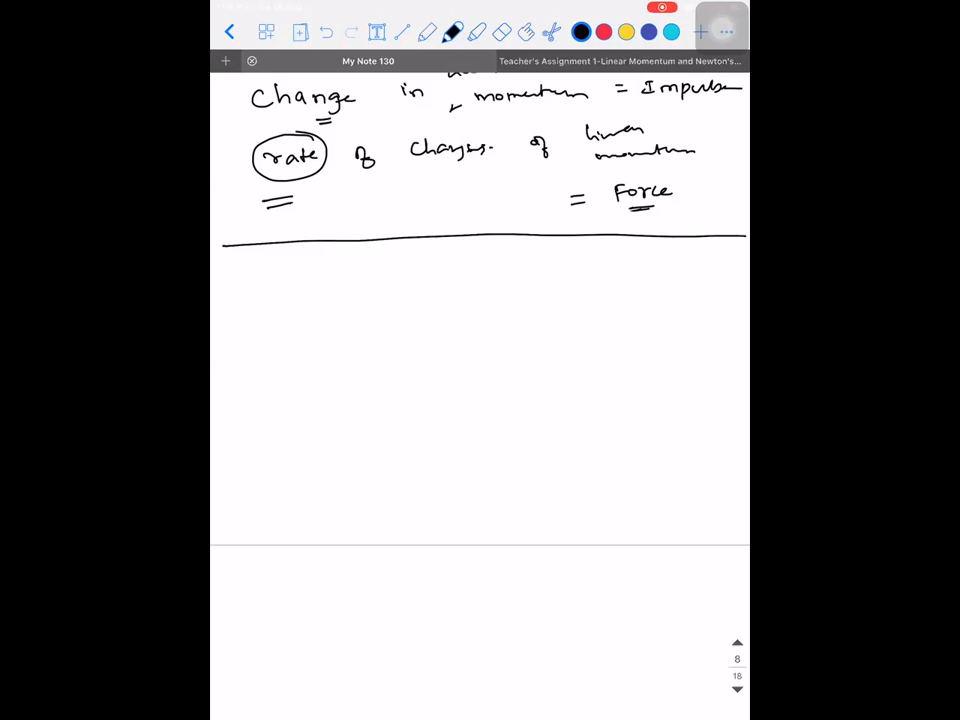 My Note 130
Teacher's Assignment 1-Linear Momentum and Newton's...
Change in momentum = Impulse
rate of changes. of linear
momentum
= Force
8
18